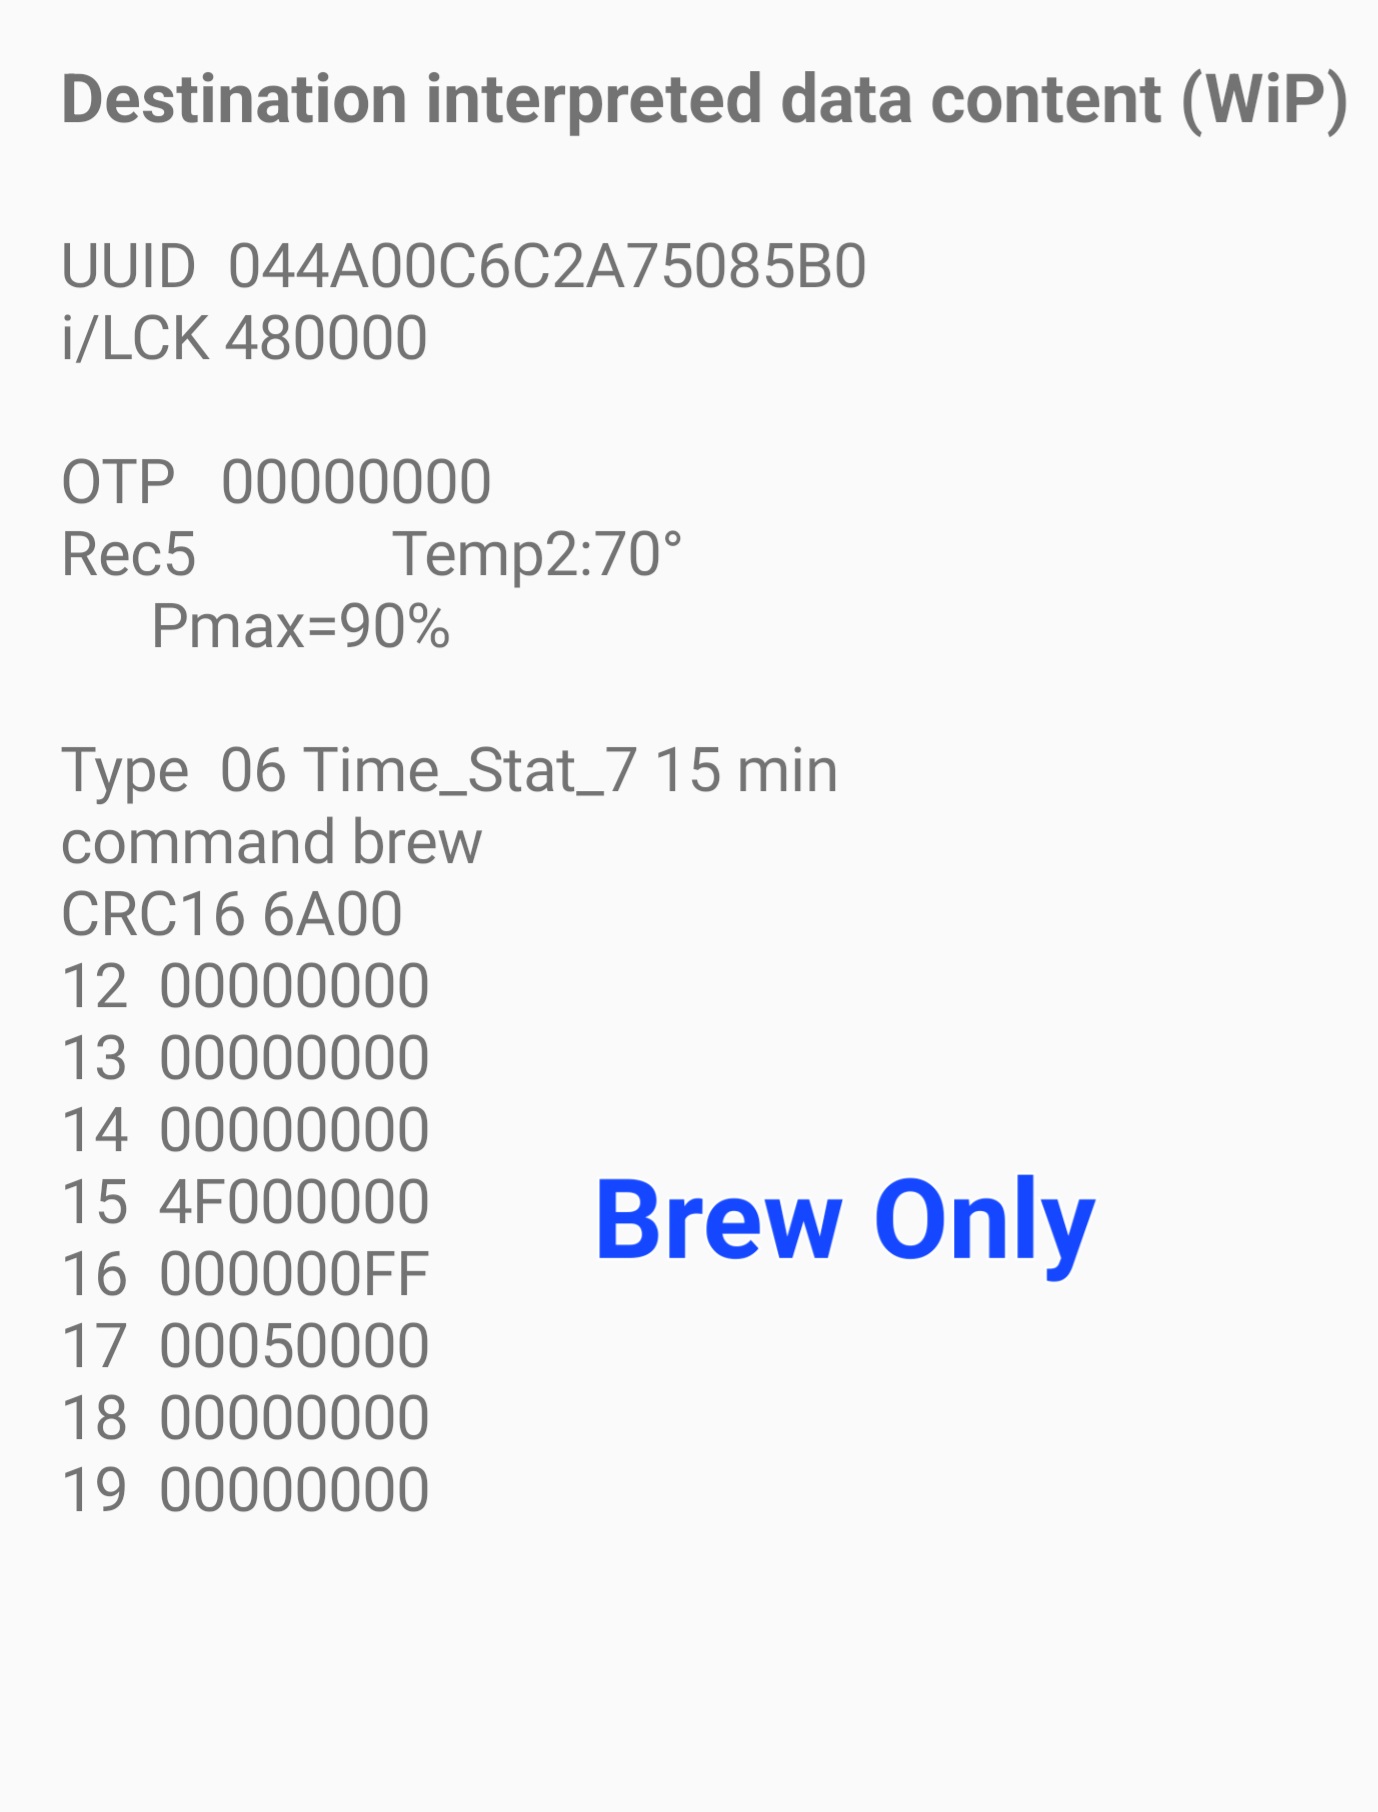 Destination interpreted data content (WiP)
UUID 044A00C6C2A75085B0
i/LCK 480000
OTP 00000000
Rec5 Temp2:70°
Pmax=90%
Type 06 Time_Stat_7 15 min
command brew
CRC16 6A00
12 00000000
13 00000000
14 00000000
15 4F000000
16 000000FF
17 00050000
18 00000000
19 00000000
Brew Only